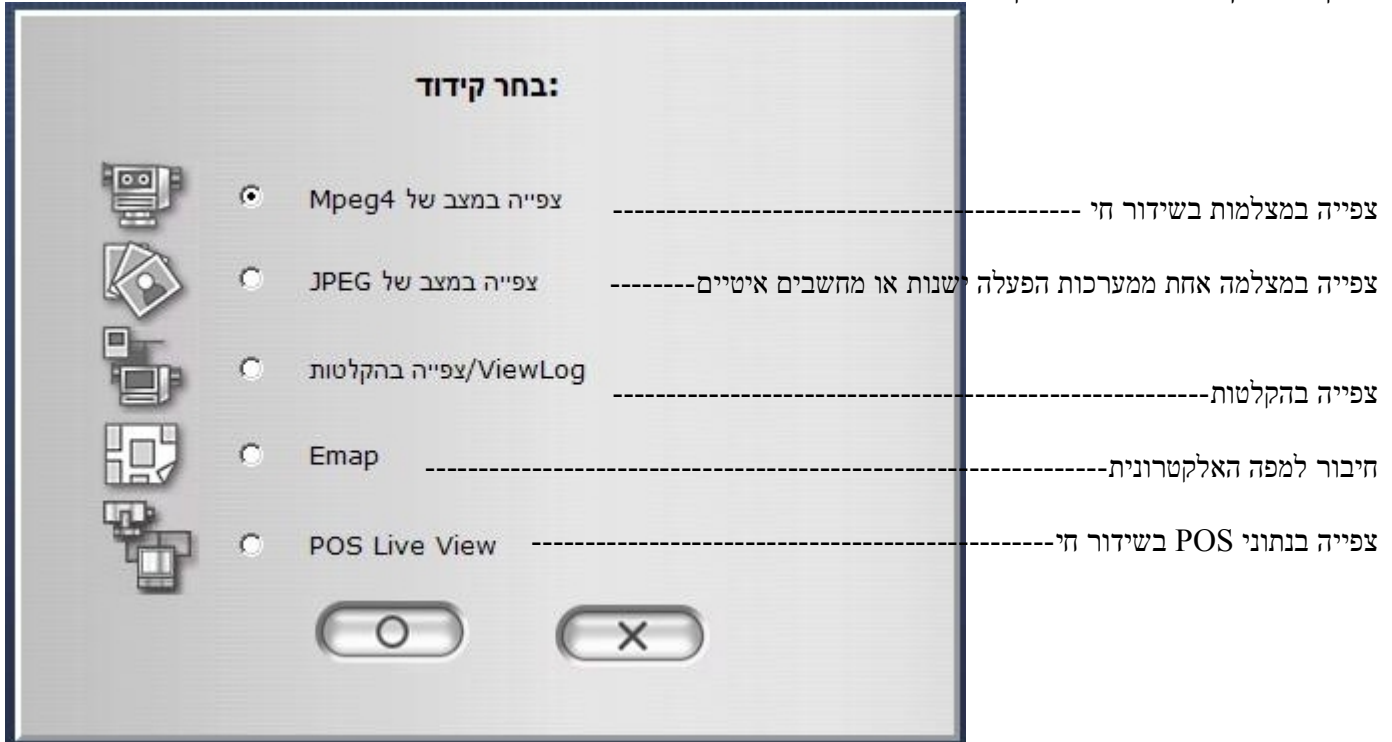 בחר קידוד:
צפייה במצב של Mpeg4 ------------------------------------------- צפייה במצלמות בשידור חי
צפייה במצב של JPEG --------צפייה במצלמה אחת ממערכות הפעלה ישנות או מחשבים איטיים
צפייה בהקלטות/ViewLog -------------------------------------------------------צפייה בהקלטות
Emap ---------------------------------------------------------------חיבור למפה האלקטרונית
POS Live View -------------------------------------------------צפייה בנתוני POS בשידור חי